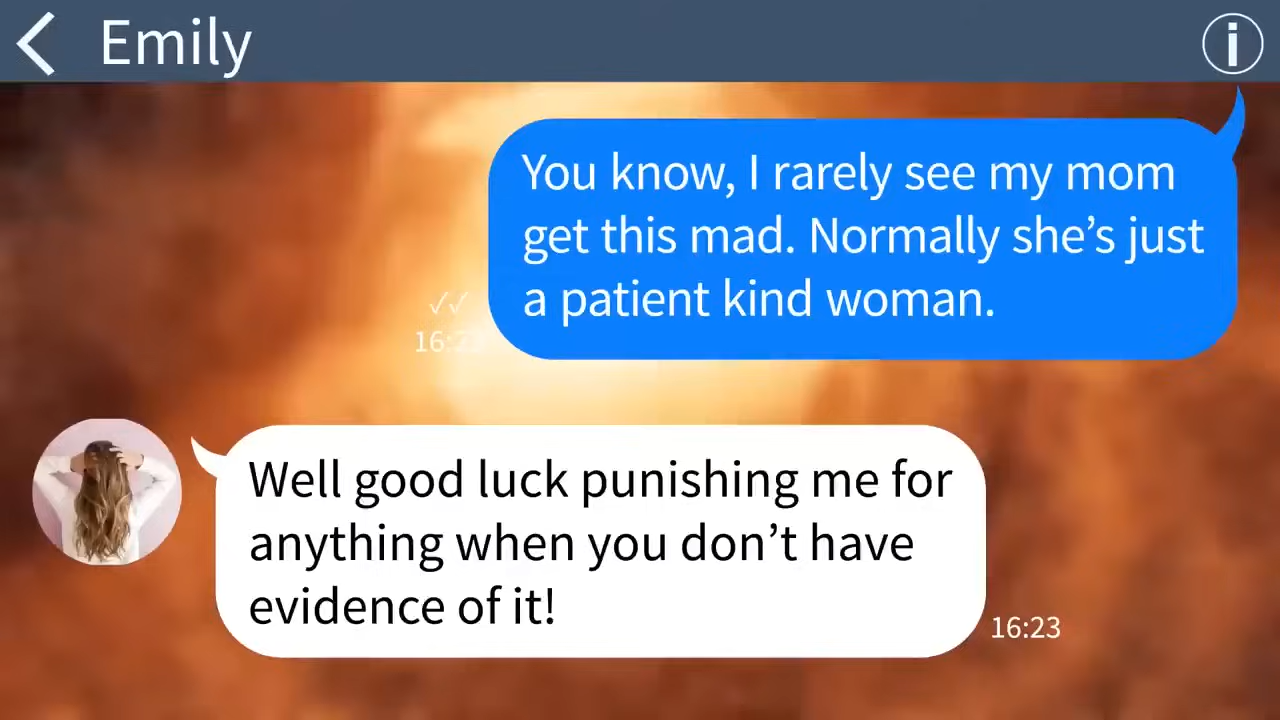 Emily
You know, I rarely see my mom
get this mad. Normally she’s just
a patient kind woman.
Well good luck punishing me for
anything when you don’t have
evidence of it!
16:23